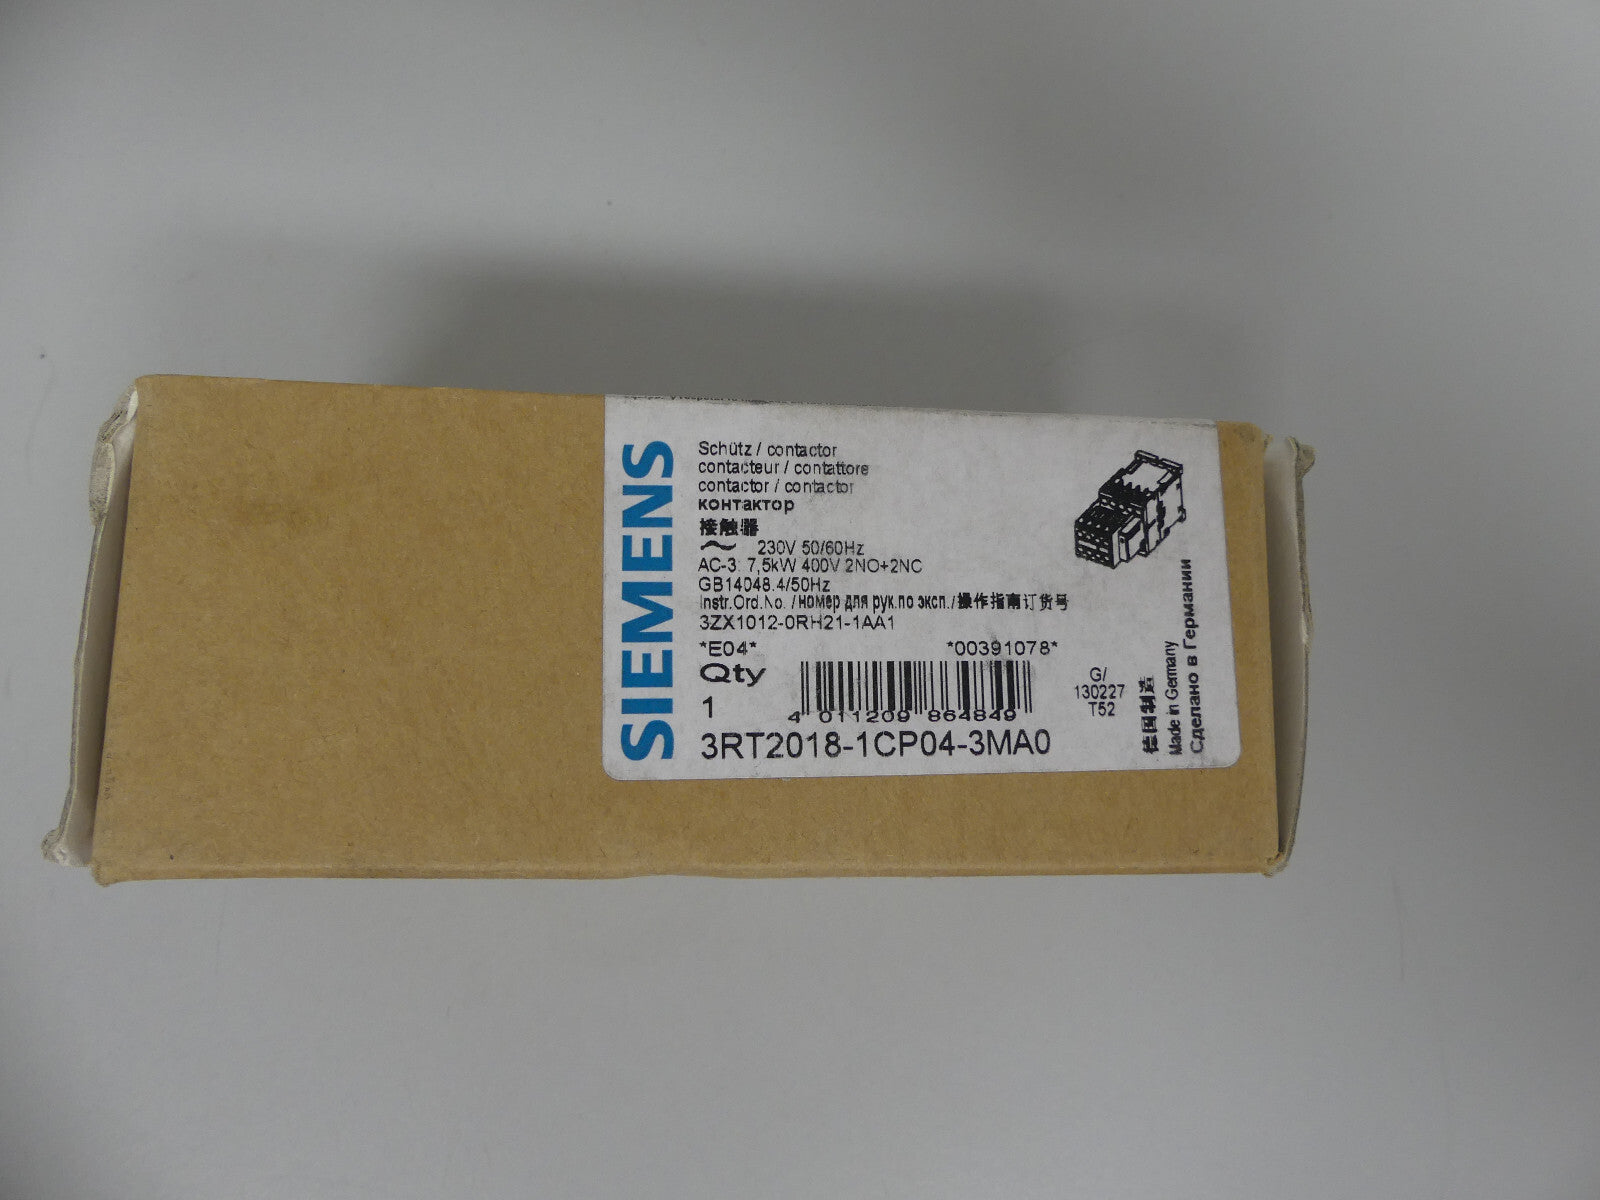 SIEMENS
Schütz / contactor
contacteur / contattore
contactor / contactor
контактор
接触器
230V 50/60Hz
AC-3: 7,5kW 400V 2NO+2NC
GB14048.4/50Hz
Instr.Ord.No. /номер для рук.по эксп./操作指南订货号
3ZX1012-0RH21-1AA1
*E04* *00391078*
Qty
1
4 011209 864849
3RT2018-1CP04-3MA0
G/
130227
T52
德国制造
Made in Germany
Сделано в Германии